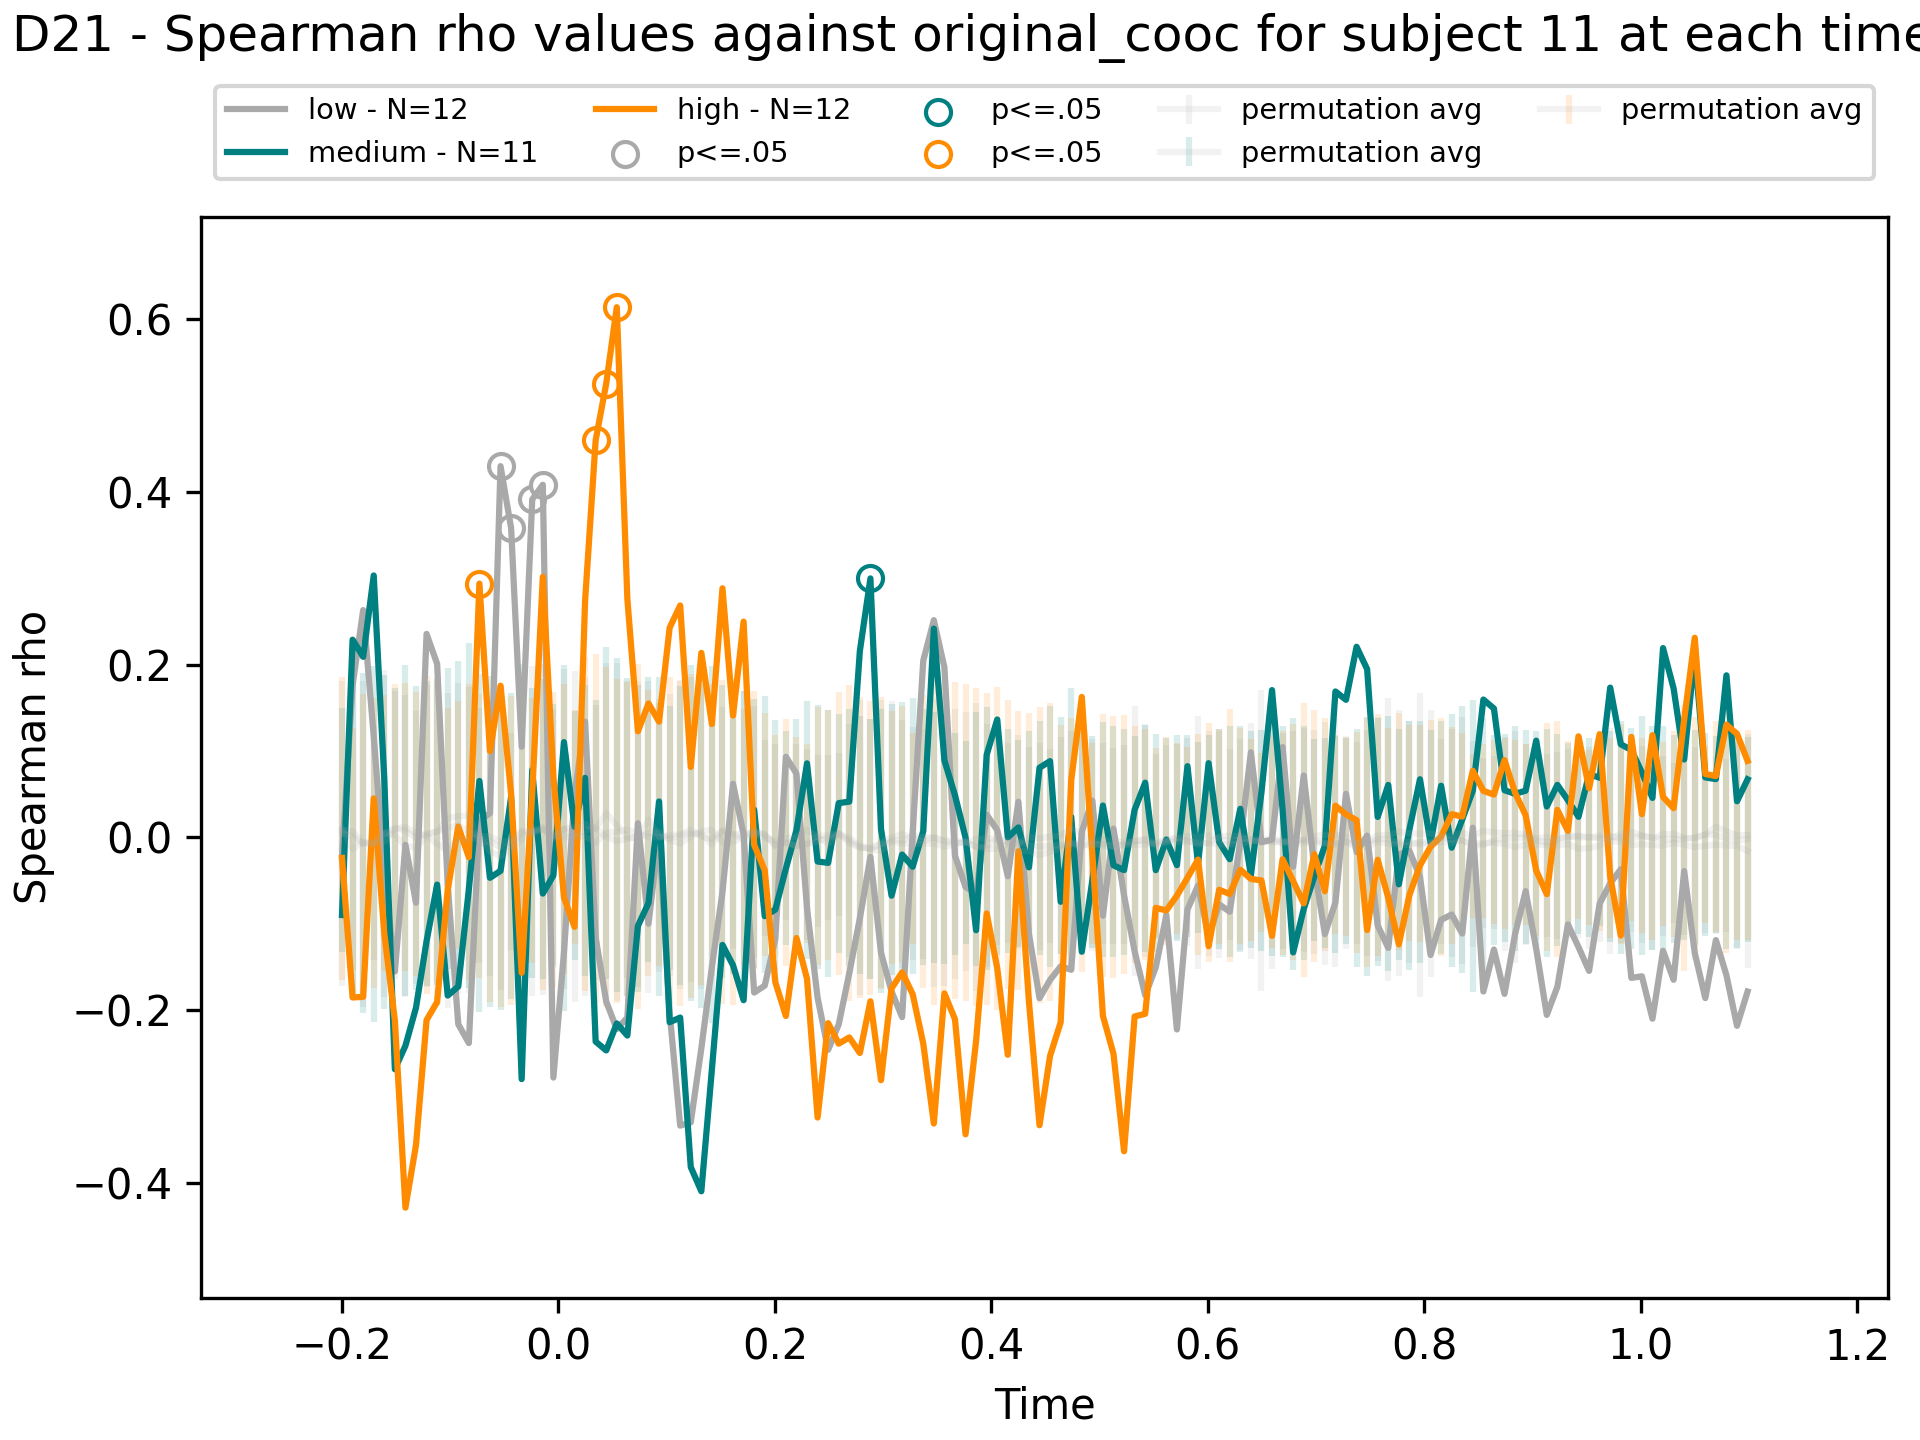 D21 - Spearman rho values against original_cooc for subject 11 at each time
low - N=12
medium - N=11
high - N=12
p<=.05
p<=.05
p<=.05
permutation avg
permutation avg
permutation avg
Spearman rho
0.6
0.4
0.2
0.0
−0.2
−0.4
−0.2 0.0 0.2 0.4 0.6 0.8 1.0 1.2
Time